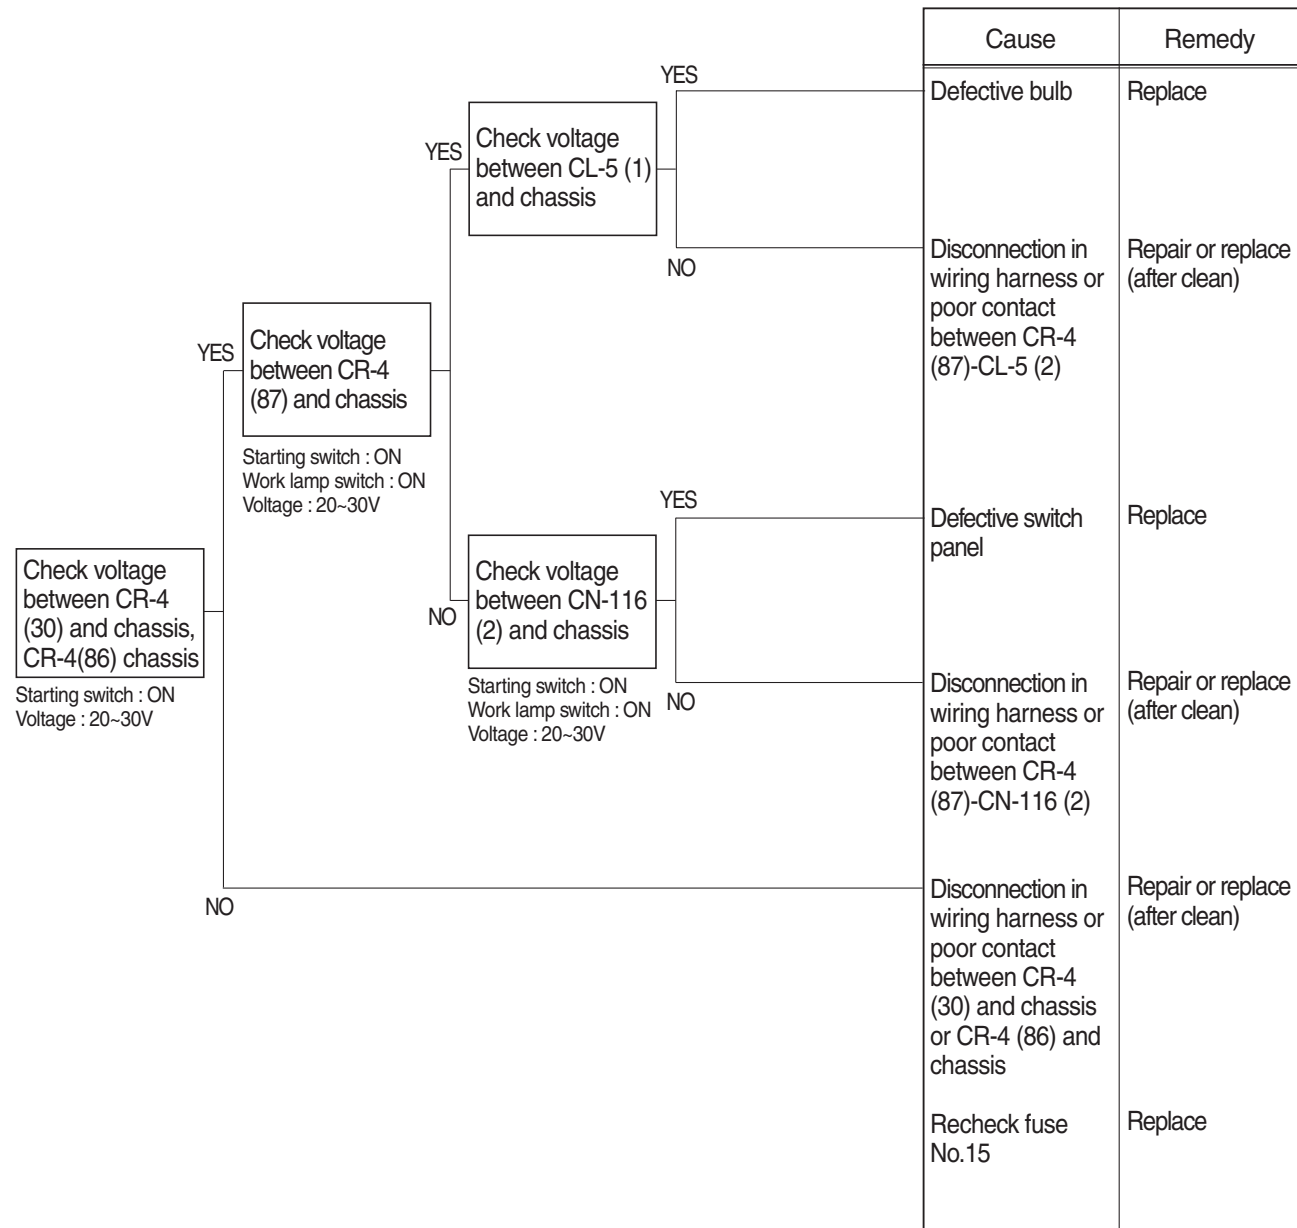 Cause
Remedy
YES
Defective bulb
Replace
Check voltage
between CL-5 (1)
and chassis
YES
NO
Disconnection in
wiring harness or
poor contact
between CR-4
(87)-CL-5 (2)
Repair or replace
(after clean)
YES
Check voltage
between CR-4
(87) and chassis
Starting switch : ON
Work lamp switch : ON
Voltage : 20~30V
YES
Defective switch
panel
Replace
Check voltage
between CR-4
(30) and chassis,
CR-4(86) chassis
Starting switch : ON
Voltage : 20~30V
NO
Check voltage
between CN-116
(2) and chassis
Starting switch : ON
Work lamp switch : ON
Voltage : 20~30V
NO
Disconnection in
wiring harness or
poor contact
between CR-4
(87)-CN-116 (2)
Repair or replace
(after clean)
NO
Disconnection in
wiring harness or
poor contact
between CR-4
(30) and chassis
or CR-4 (86) and
chassis
Repair or replace
(after clean)
Recheck fuse
No.15
Replace